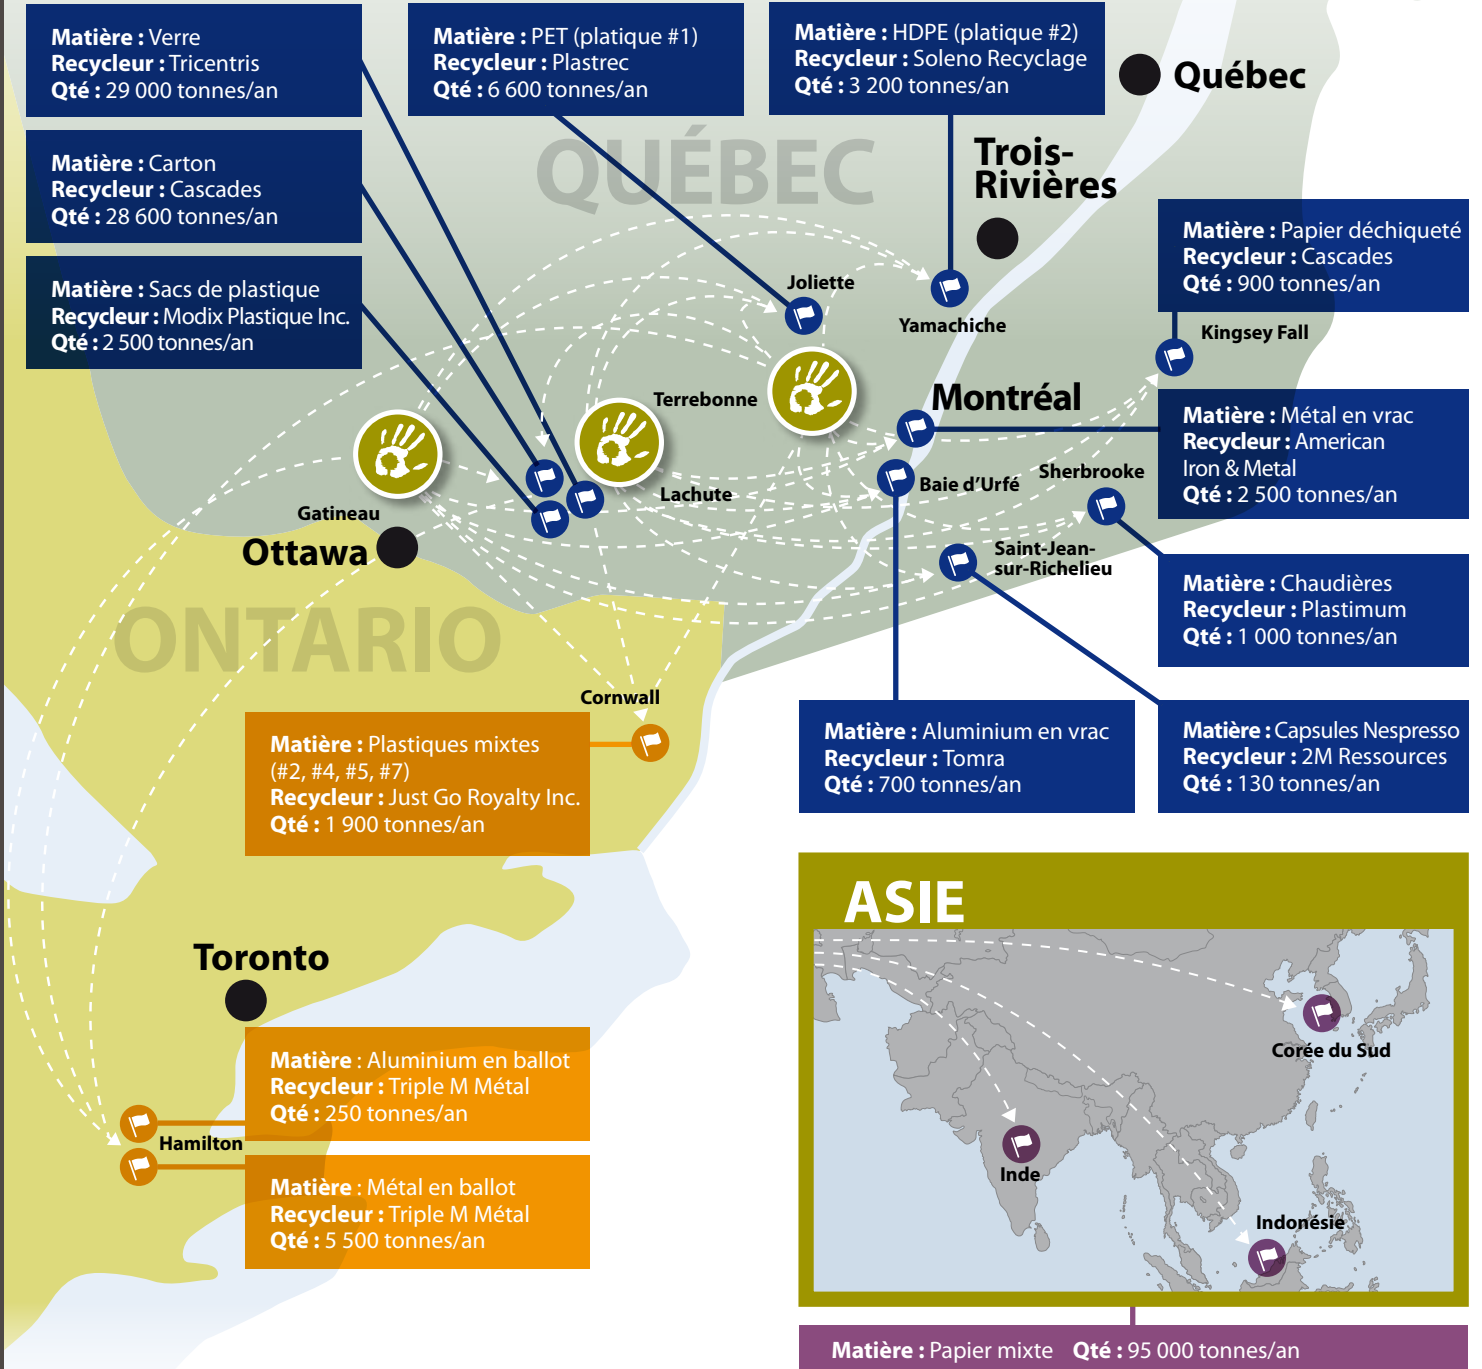 Matière : Verre
Recycleur : Tricentris
Qté : 29 000 tonnes/an
Matière : PET (platique #1)
Recycleur : Plastrec
Qté : 6 600 tonnes/an
Matière : HDPE (platique #2)
Recycleur : Soleno Recyclage
Qté : 3 200 tonnes/an
Québec
Matière : Carton
Recycleur : Cascades
Qté : 28 600 tonnes/an
QUÉBEC
Trois-
Rivières
Matière : Papier déchiqueté
Recycleur : Cascades
Qté : 900 tonnes/an
Matière : Sacs de plastique
Recycleur : Modix Plastique Inc.
Qté : 2 500 tonnes/an
Joliette
Yamachiche
Kingsey Fall
Terrebonne
Montréal
Matière : Métal en vrac
Recycleur : American
Iron & Metal
Qté : 2 500 tonnes/an
Lachute
Baie d'Urfé
Sherbrooke
Gatineau
Ottawa
Saint-Jean-
sur-Richelieu
Matière : Chaudières
Recycleur : Plastimum
Qté : 1 000 tonnes/an
ONTARIO
Cornwall
Matière : Plastiques mixtes
(#2, #4, #5, #7)
Recycleur : Just Go Royalty Inc.
Qté : 1 900 tonnes/an
Matière : Aluminium en vrac
Recycleur : Tomra
Qté : 700 tonnes/an
Matière : Capsules Nespresso
Recycleur : 2M Ressources
Qté : 130 tonnes/an
ASIE
Toronto
Corée du Sud
Matière : Aluminium en ballot
Recycleur : Triple M Métal
Qté : 250 tonnes/an
Hamilton
Inde
Matière : Métal en ballot
Recycleur : Triple M Métal
Qté : 5 500 tonnes/an
Indonésie
Matière : Papier mixte Qté : 95 000 tonnes/an